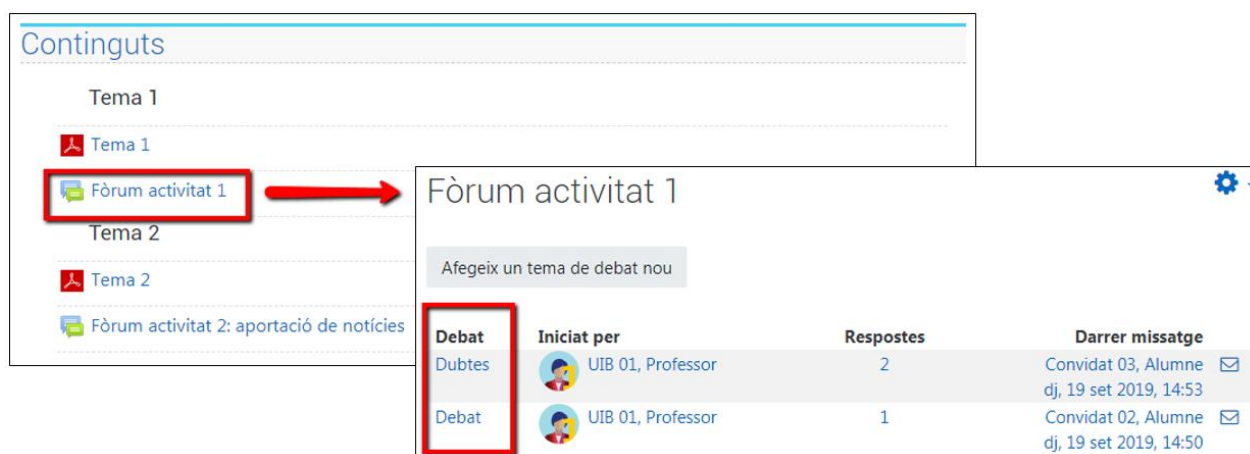 Continguts
Tema 1
Tema 1
Fòrum activitat 1
Tema 2
Tema 2
Fòrum activitat 2: aportació de notícies
Fòrum activitat 1
Afegeix un tema de debat nou
Debat Iniciat per Respostes Darrer missatge
Dubtes UIB 01, Professor 2 Convidat 03, Alumne
dj, 19 set 2019, 14:53
Debat UIB 01, Professor 1 Convidat 02, Alumne
dj, 19 set 2019, 14:50